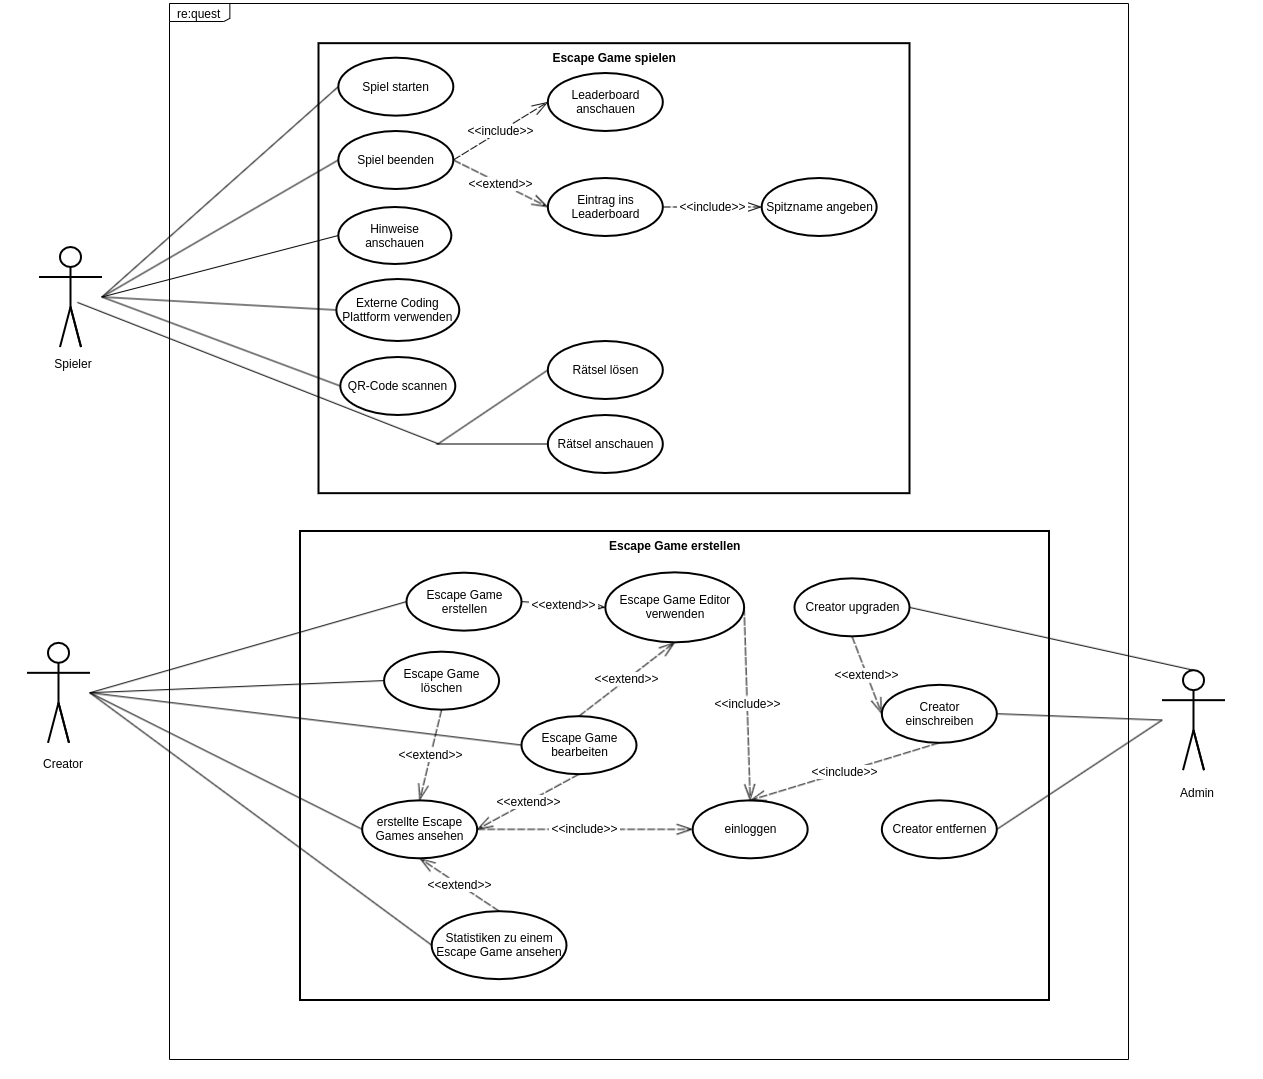 re:quest
Escape Game spielen
Spiel starten
Leaderboard
anschauen
<<include>>
Spiel beenden
<<extend>>
Eintrag ins
Leaderboard
<<include>>
Spitzname angeben
Hinweise
anschauen
Externe Coding
Plattform verwenden
Spieler
QR-Code scannen
Rätsel lösen
Rätsel anschauen
Escape Game erstellen
Escape Game
erstellen
<<extend>>
Escape Game Editor
verwenden
Creator upgraden
Escape Game
löschen
<<extend>>
<<include>>
<<extend>>
Creator
einschreiben
Escape Game
bearbeiten
<<extend>>
Creator
<<include>>
Admin
<<extend>>
erstellte Escape
Games ansehen
<<include>>
einloggen
Creator entfernen
<<extend>>
Statistiken zu einem
Escape Game ansehen